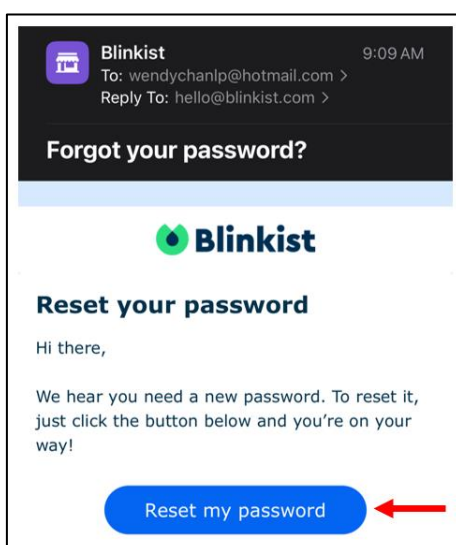 Blinkist 9:09 AM
To: wendychanlp@hotmail.com >
Reply To: hello@blinkist.com >
Forgot your password?
Blinkist
Reset your password
Hi there,
We hear you need a new password. To reset it,
just click the button below and you’re on your
way!
Reset my password